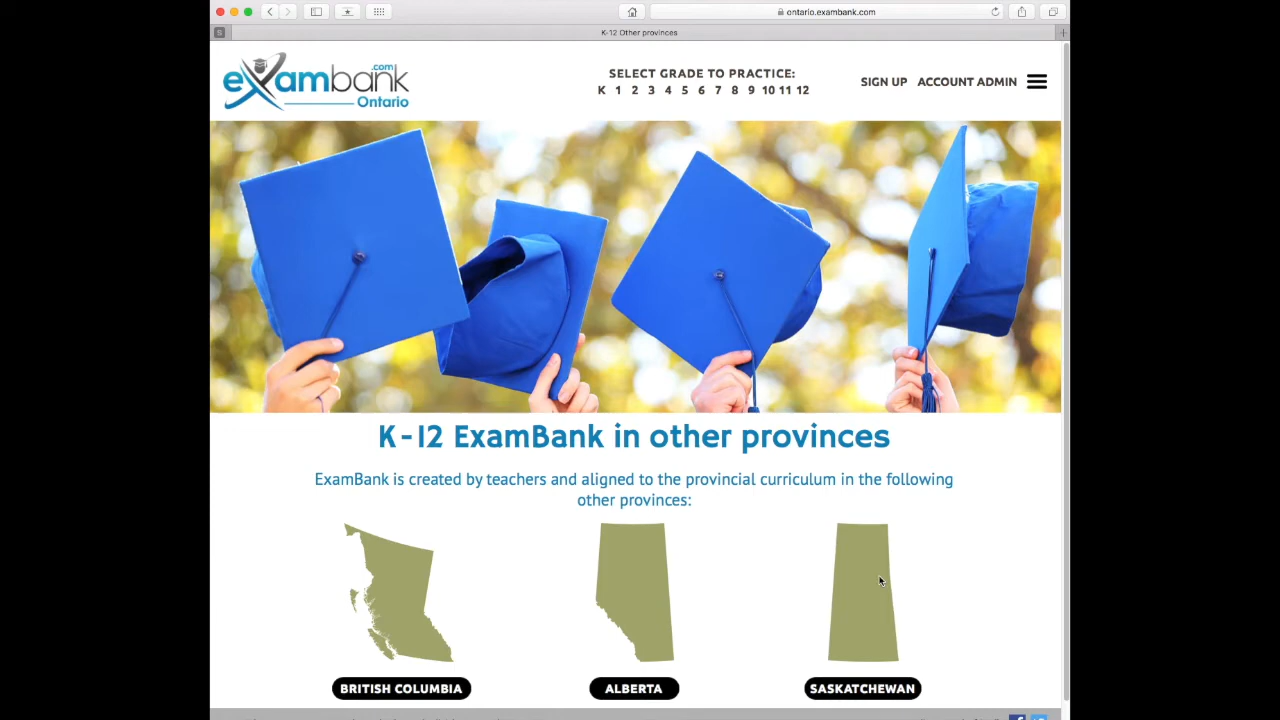 ontario.exambank.com
S
K-12 Other provinces
exambank
.com
Ontario
SELECT GRADE TO PRACTICE:
K 1 2 3 4 5 6 7 8 9 10 11 12
SIGN UP ACCOUNT ADMIN
K-12 ExamBank in other provinces
ExamBank is created by teachers and aligned to the provincial curriculum in the following
other provinces:
BRITISH COLUMBIA
ALBERTA
SASKATCHEWAN